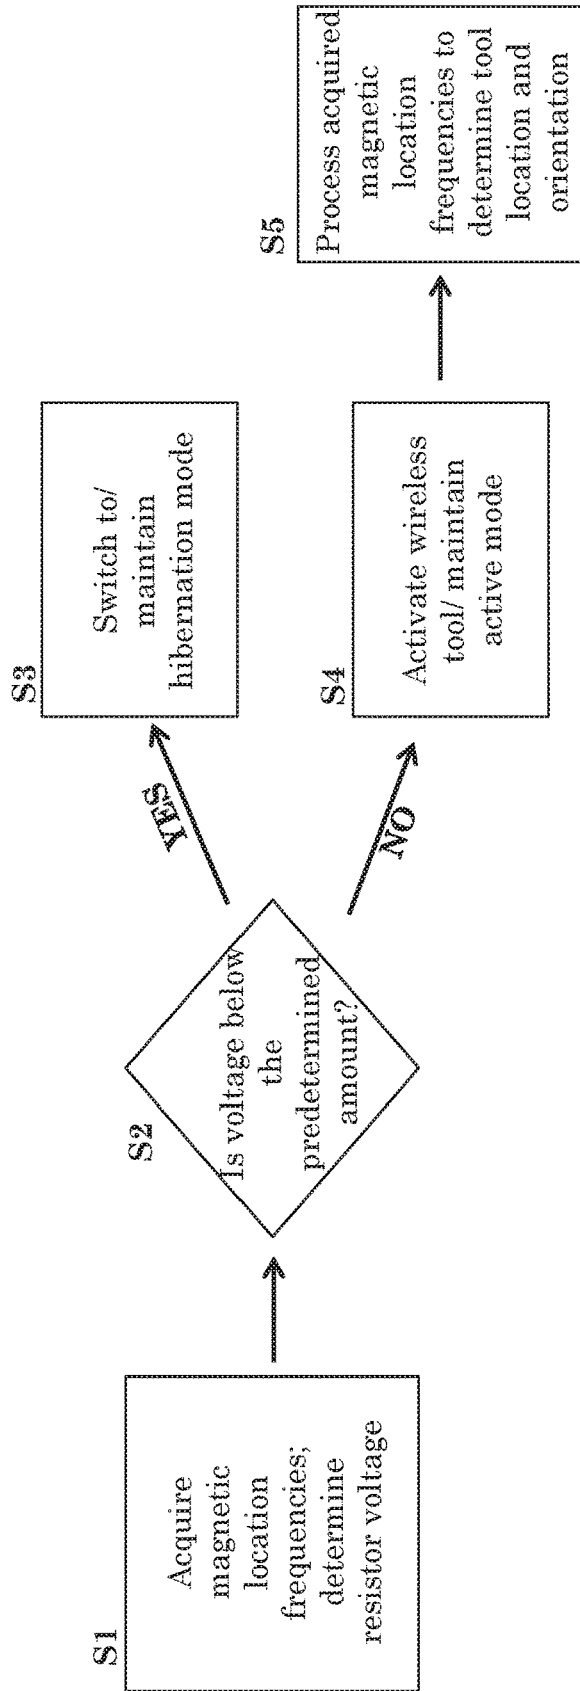 S1
Acquire
magnetic
location
frequencies;
determine
resistor voltage
S2
Is voltage below
the
predetermined
amount?
YES
NO
S3
Switch to/
maintain
hibernation mode
S4
Activate wireless
tool/ maintain
active mode
S5
Process acquired
magnetic
location
frequencies to
determine tool
location and
orientation